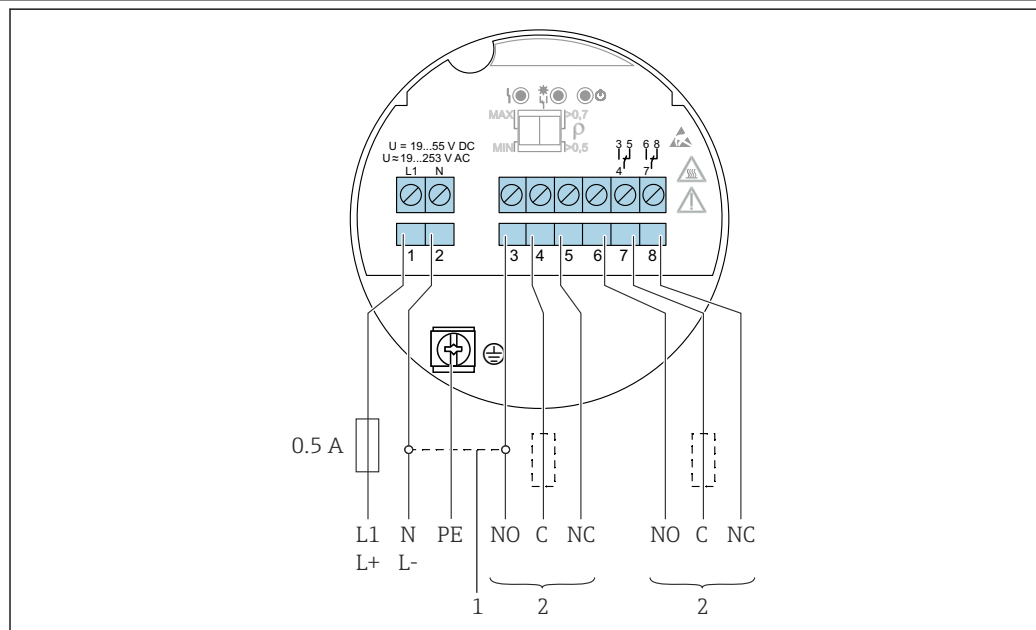 MAX >0,7
ρ
MIN >0,5
U = 19...55 V DC
U≈19...253 V AC
L1 N
3 5 6 8
4 7
1 2 3 4 5 6 7 8
0.5 A
L1 N PE NO C NC NO C NC
L+ L-
1 2 2